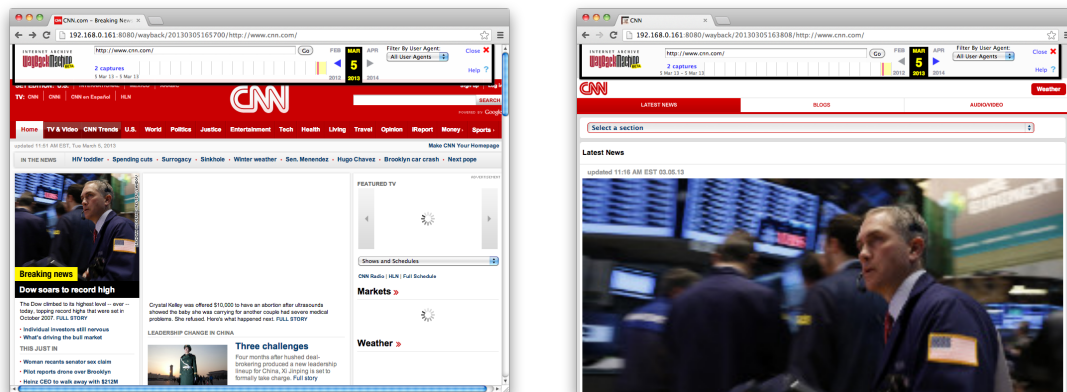 CNN.com – Breaking News
192.168.0.161:8080/wayback/20130305165700/http://www.cnn.com/
INTERNET ARCHIVE
WayBackMachine
BETA
http://www.cnn.com/
Go
2 captures
5 Mar 13 – 5 Mar 13
FEB MAR APR
5
2012 2013 2014
Filter By User Agent:
All User Agents
Close
Help ?
TV: CNN CNNi CNN en Español HLN
CNN
SEARCH
POWERED BY Google
Home TV & Video CNN Trends U.S. World Politics Justice Entertainment Tech Health Living Travel Opinion iReport Money Sports
updated 11:51 AM EST, Tue March 5, 2013
Make CNN Your Homepage
IN THE NEWS HIV toddler Spending cuts Surrogacy Sinkhole Winter weather Sen. Menendez Hugo Chavez Brooklyn car crash Next pope
Breaking news
Dow soars to record high
The Dow climbed to its highest level -- ever --
today, topping record highs that were set in
October 2007. FULL STORY
Individual investors still nervous
What's driving the bull market
THIS JUST IN
Woman recants senator sex claim
Pilot reports drone over Brooklyn
Heinz CEO to walk away with $212M
Crystal Kelley was offered $10,000 to have an abortion after ultrasounds
showed the baby she was carrying for another couple had severe medical
problems. She refused. Here's what happened next. FULL STORY
LEADERSHIP CHANGE IN CHINA
Three challenges
Four months after hushed deal-
brokering produced a new leadership
lineup for China, Xi Jinping is set to
formally take charge. Full story
ADVERTISEMENT
FEATURED TV
Shows and Schedules
CNN Radio | HLN | Full Schedule
Markets »
Weather »
CNN
192.168.0.161:8080/wayback/20130305163808/http://www.cnn.com/
INTERNET ARCHIVE
WayBackMachine
BETA
http://www.cnn.com/
Go
2 captures
5 Mar 13 – 5 Mar 13
FEB MAR APR
5
2012 2013 2014
Filter By User Agent:
All User Agents
Close
Help ?
CNN
Weather
LATEST NEWS BLOGS AUDIO/VIDEO
Select a section
Latest News
updated 11:16 AM EST 03.05.13